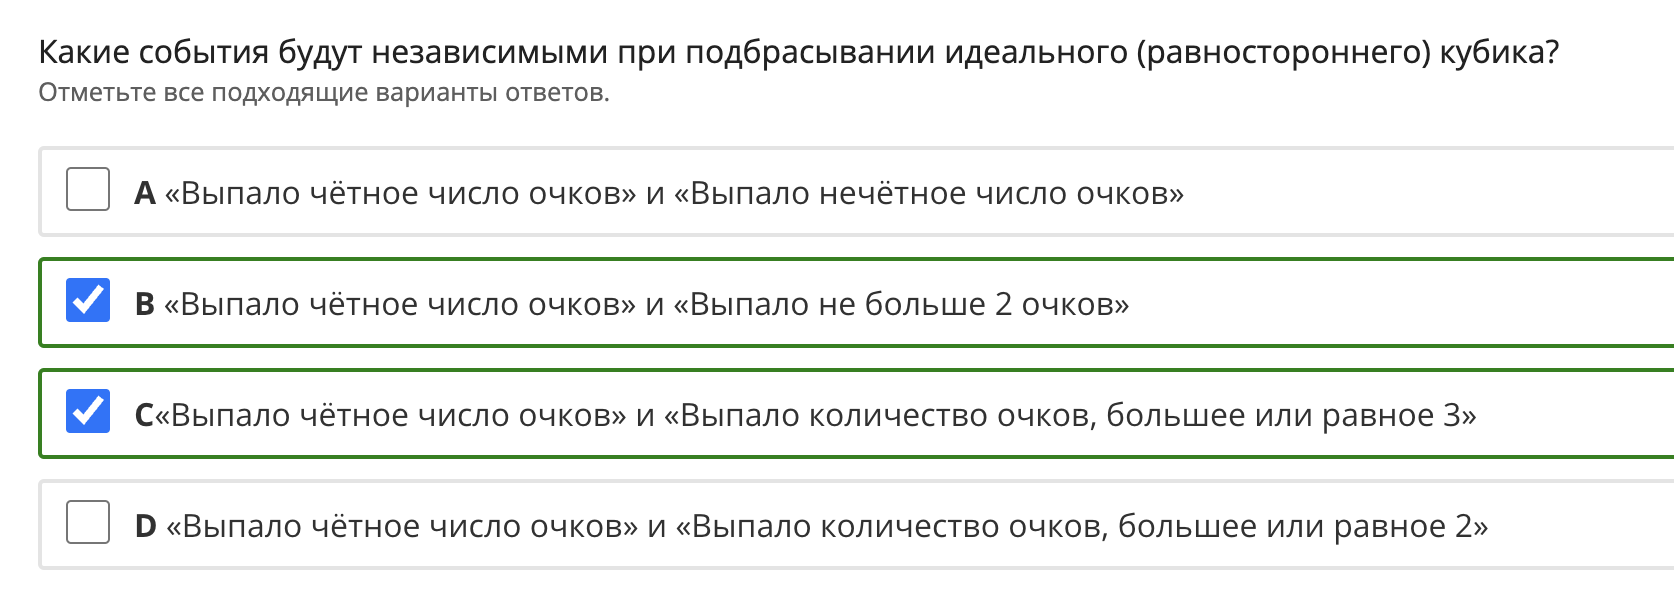 Какие события будут независимыми при подбрасывании идеального (равностороннего) кубика?
Отметьте все подходящие варианты ответов.
A «Выпало чётное число очков» и «Выпало нечётное число очков»
B «Выпало чётное число очков» и «Выпало не больше 2 очков»
C«Выпало чётное число очков» и «Выпало количество очков, большее или равное 3»
D «Выпало чётное число очков» и «Выпало количество очков, большее или равное 2»